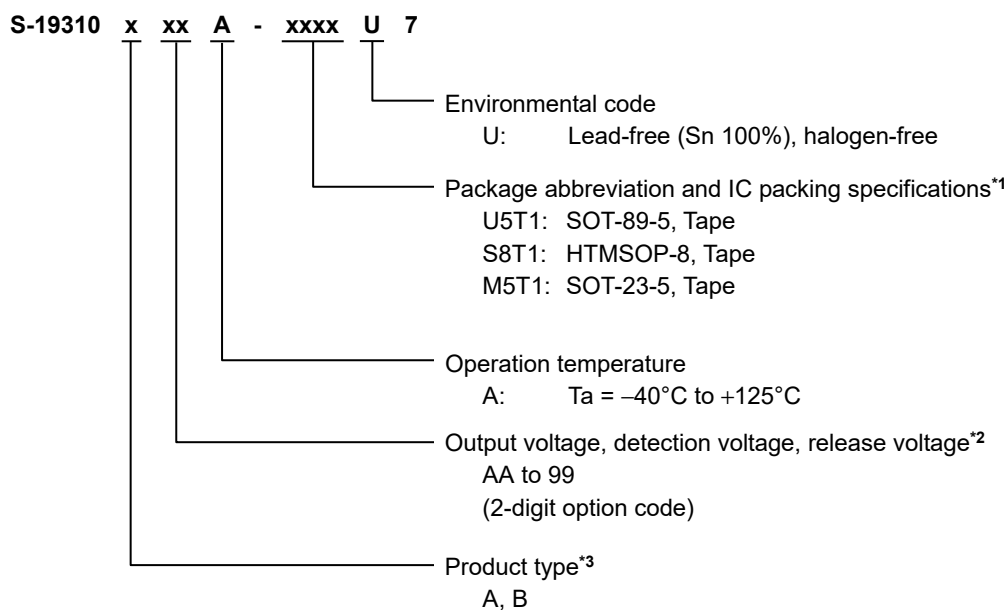 S-19310 x xx A - xxxx U 7
Environmental code
U: Lead-free (Sn 100%), halogen-free
Package abbreviation and IC packing specifications*1
U5T1: SOT-89-5, Tape
S8T1: HTMSOP-8, Tape
M5T1: SOT-23-5, Tape
Operation temperature
A: Ta = −40°C to +125°C
Output voltage, detection voltage, release voltage*2
AA to 99
(2-digit option code)
Product type*3
A, B